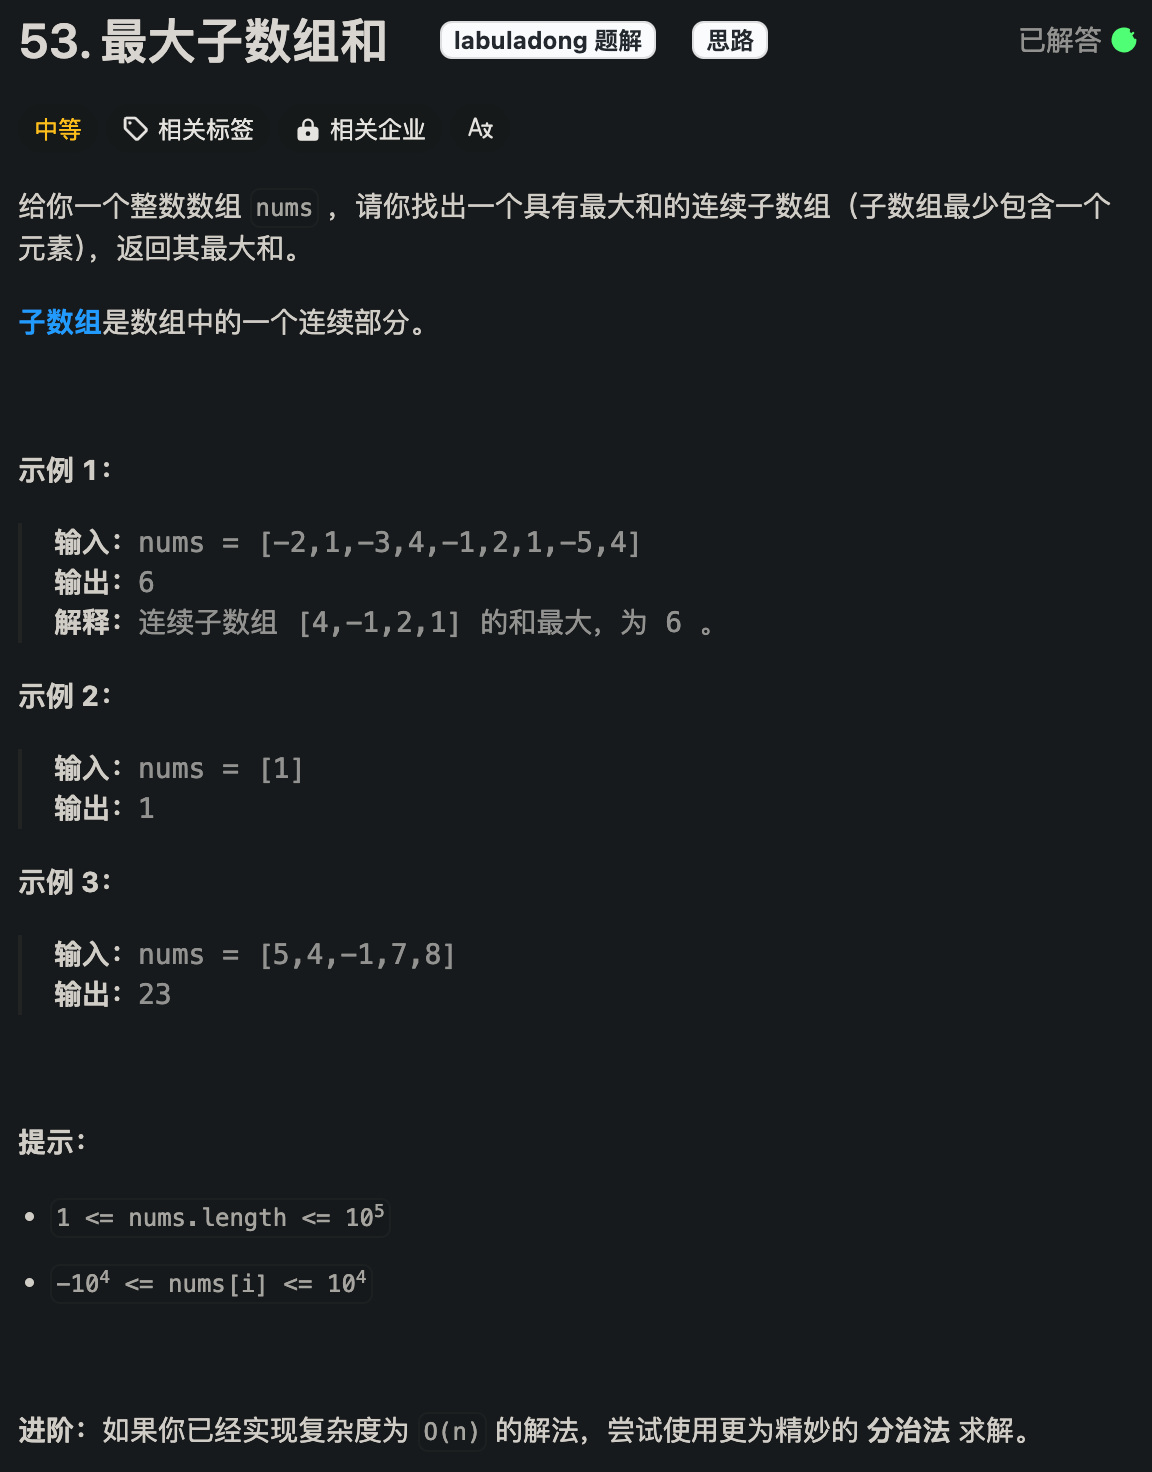 53. 最大子数组和 labuladong 题解 思路 已解答
中等 相关标签 相关企业
给你一个整数数组 nums ，请你找出一个具有最大和的连续子数组（子数组最少包含一个
元素），返回其最大和。
子数组是数组中的一个连续部分。
示例 1：
输入：nums = [-2,1,-3,4,-1,2,1,-5,4]
输出：6
解释：连续子数组 [4,-1,2,1] 的和最大，为 6 。
示例 2：
输入：nums = [1]
输出：1
示例 3：
输入：nums = [5,4,-1,7,8]
输出：23
提示：
• 1 <= nums.length <= 10⁵
• -10⁴ <= nums[i] <= 10⁴
进阶：如果你已经实现复杂度为 O(n) 的解法，尝试使用更为精妙的 分治法 求解。